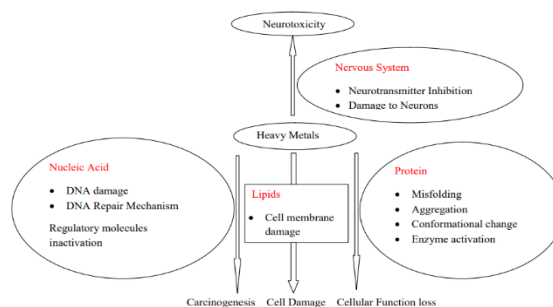 Neurotoxicity
Nervous System
• Neurotransmitter Inhibition
• Damage to Neurons
Heavy Metals
Nucleic Acid
• DNA damage
• DNA Repair Mechanism
Regulatory molecules
inactivation
Lipids
• Cell membrane
damage
Protein
• Misfolding
• Aggregation
• Conformational change
• Enzyme activation
Carcinogenesis
Cell Damage
Cellular Function loss